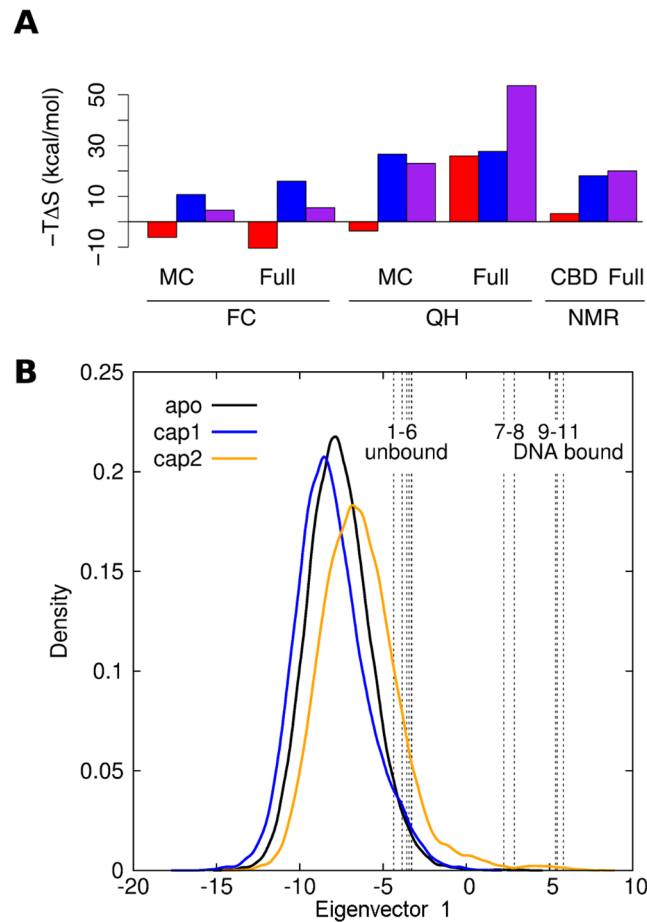 A
−TΔS (kcal/mol)
50
30
10
−10
MC Full MC Full CBD Full
FC QH NMR
B
0.25
0.2
0.15
0.1
0.05
0
Density
apo
cap1
cap2
1-6
unbound
7-8 9-11
DNA bound
-20 -15 -10 -5 0 5 10
Eigenvector 1